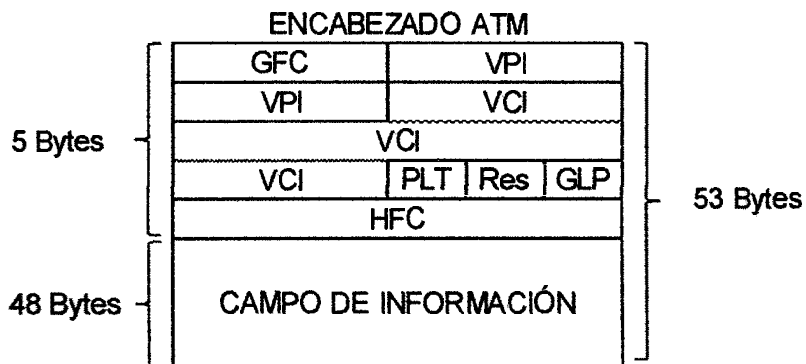 ENCABEZADO ATM
GFC VPI
VPI VCI
5 Bytes
VCI
VCI PLT Res GLP
53 Bytes
HFC
48 Bytes
CAMPO DE INFORMACIÓN